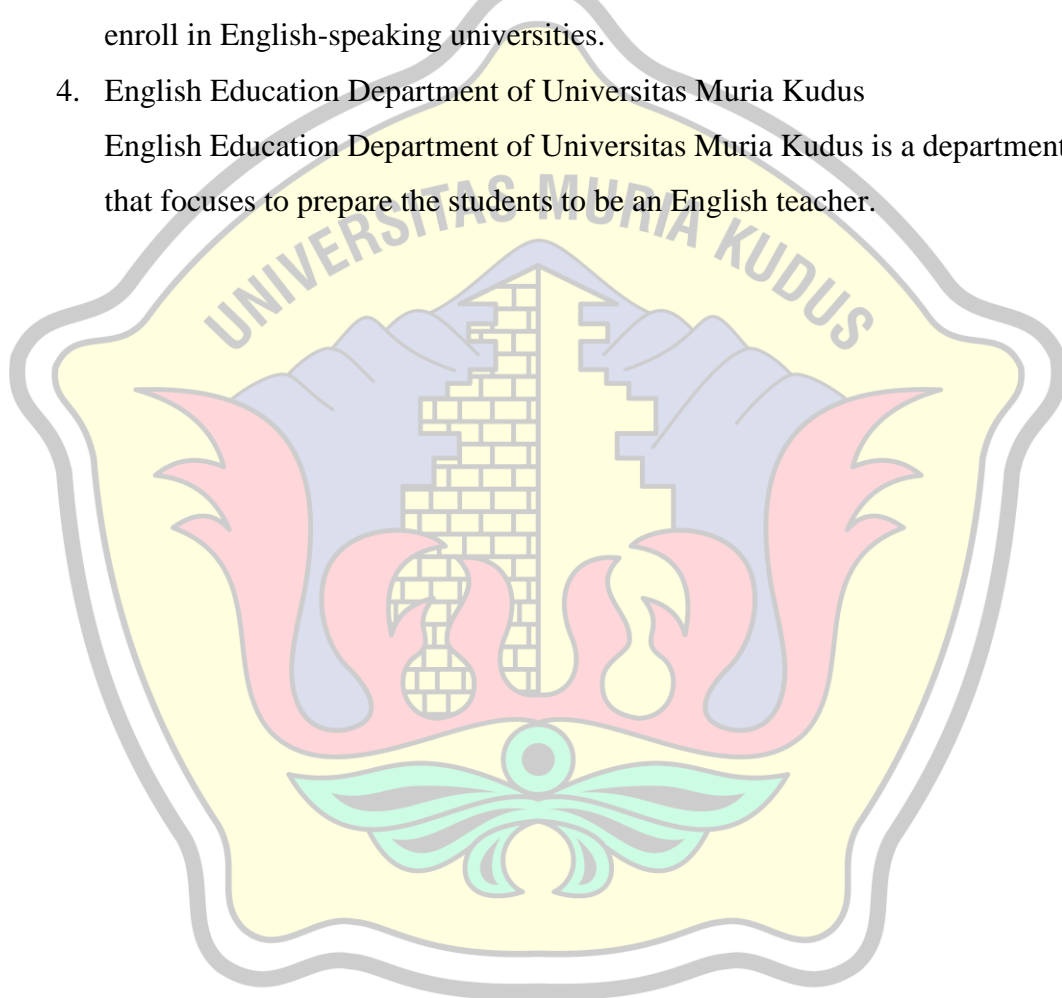 enroll in English-speaking universities.
4. English Education Department of Universitas Muria Kudus
English Education Department of Universitas Muria Kudus is a department
that focuses to prepare the students to be an English teacher.
UNIVERSITAS MURIA KUDUS